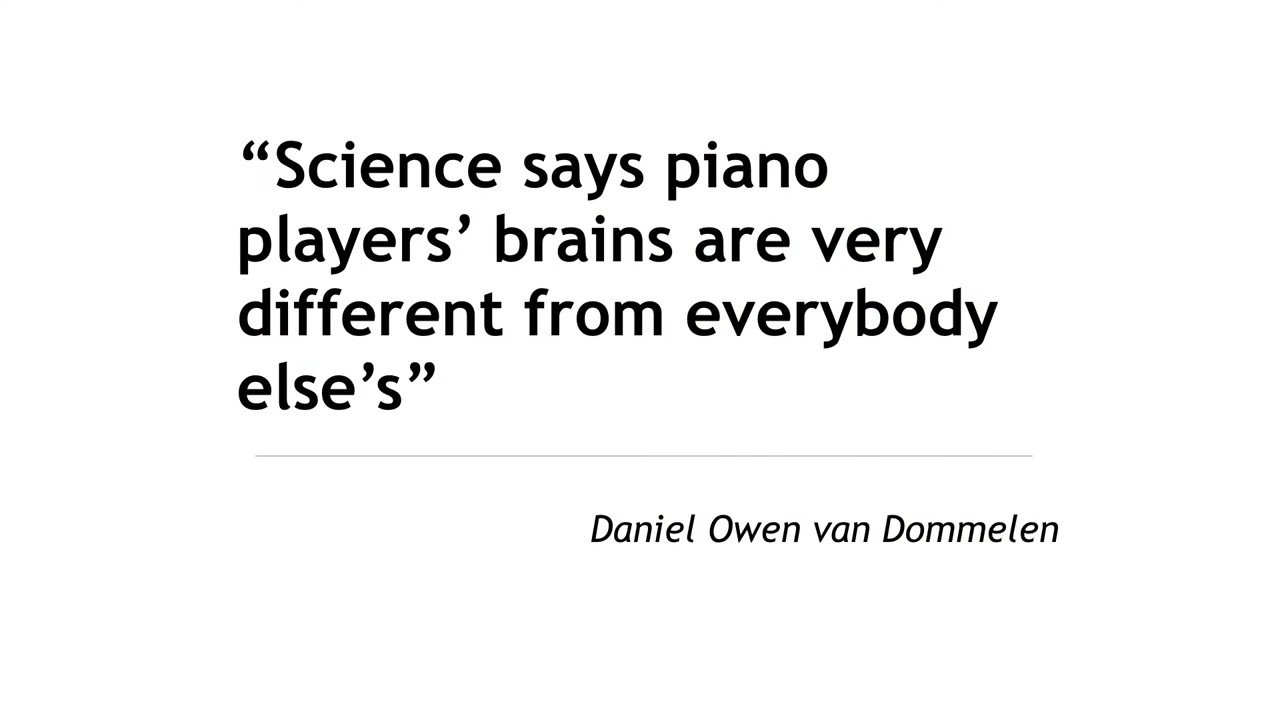 “Science says piano
players’ brains are very
different from everybody
else’s”
Daniel Owen van Dommelen